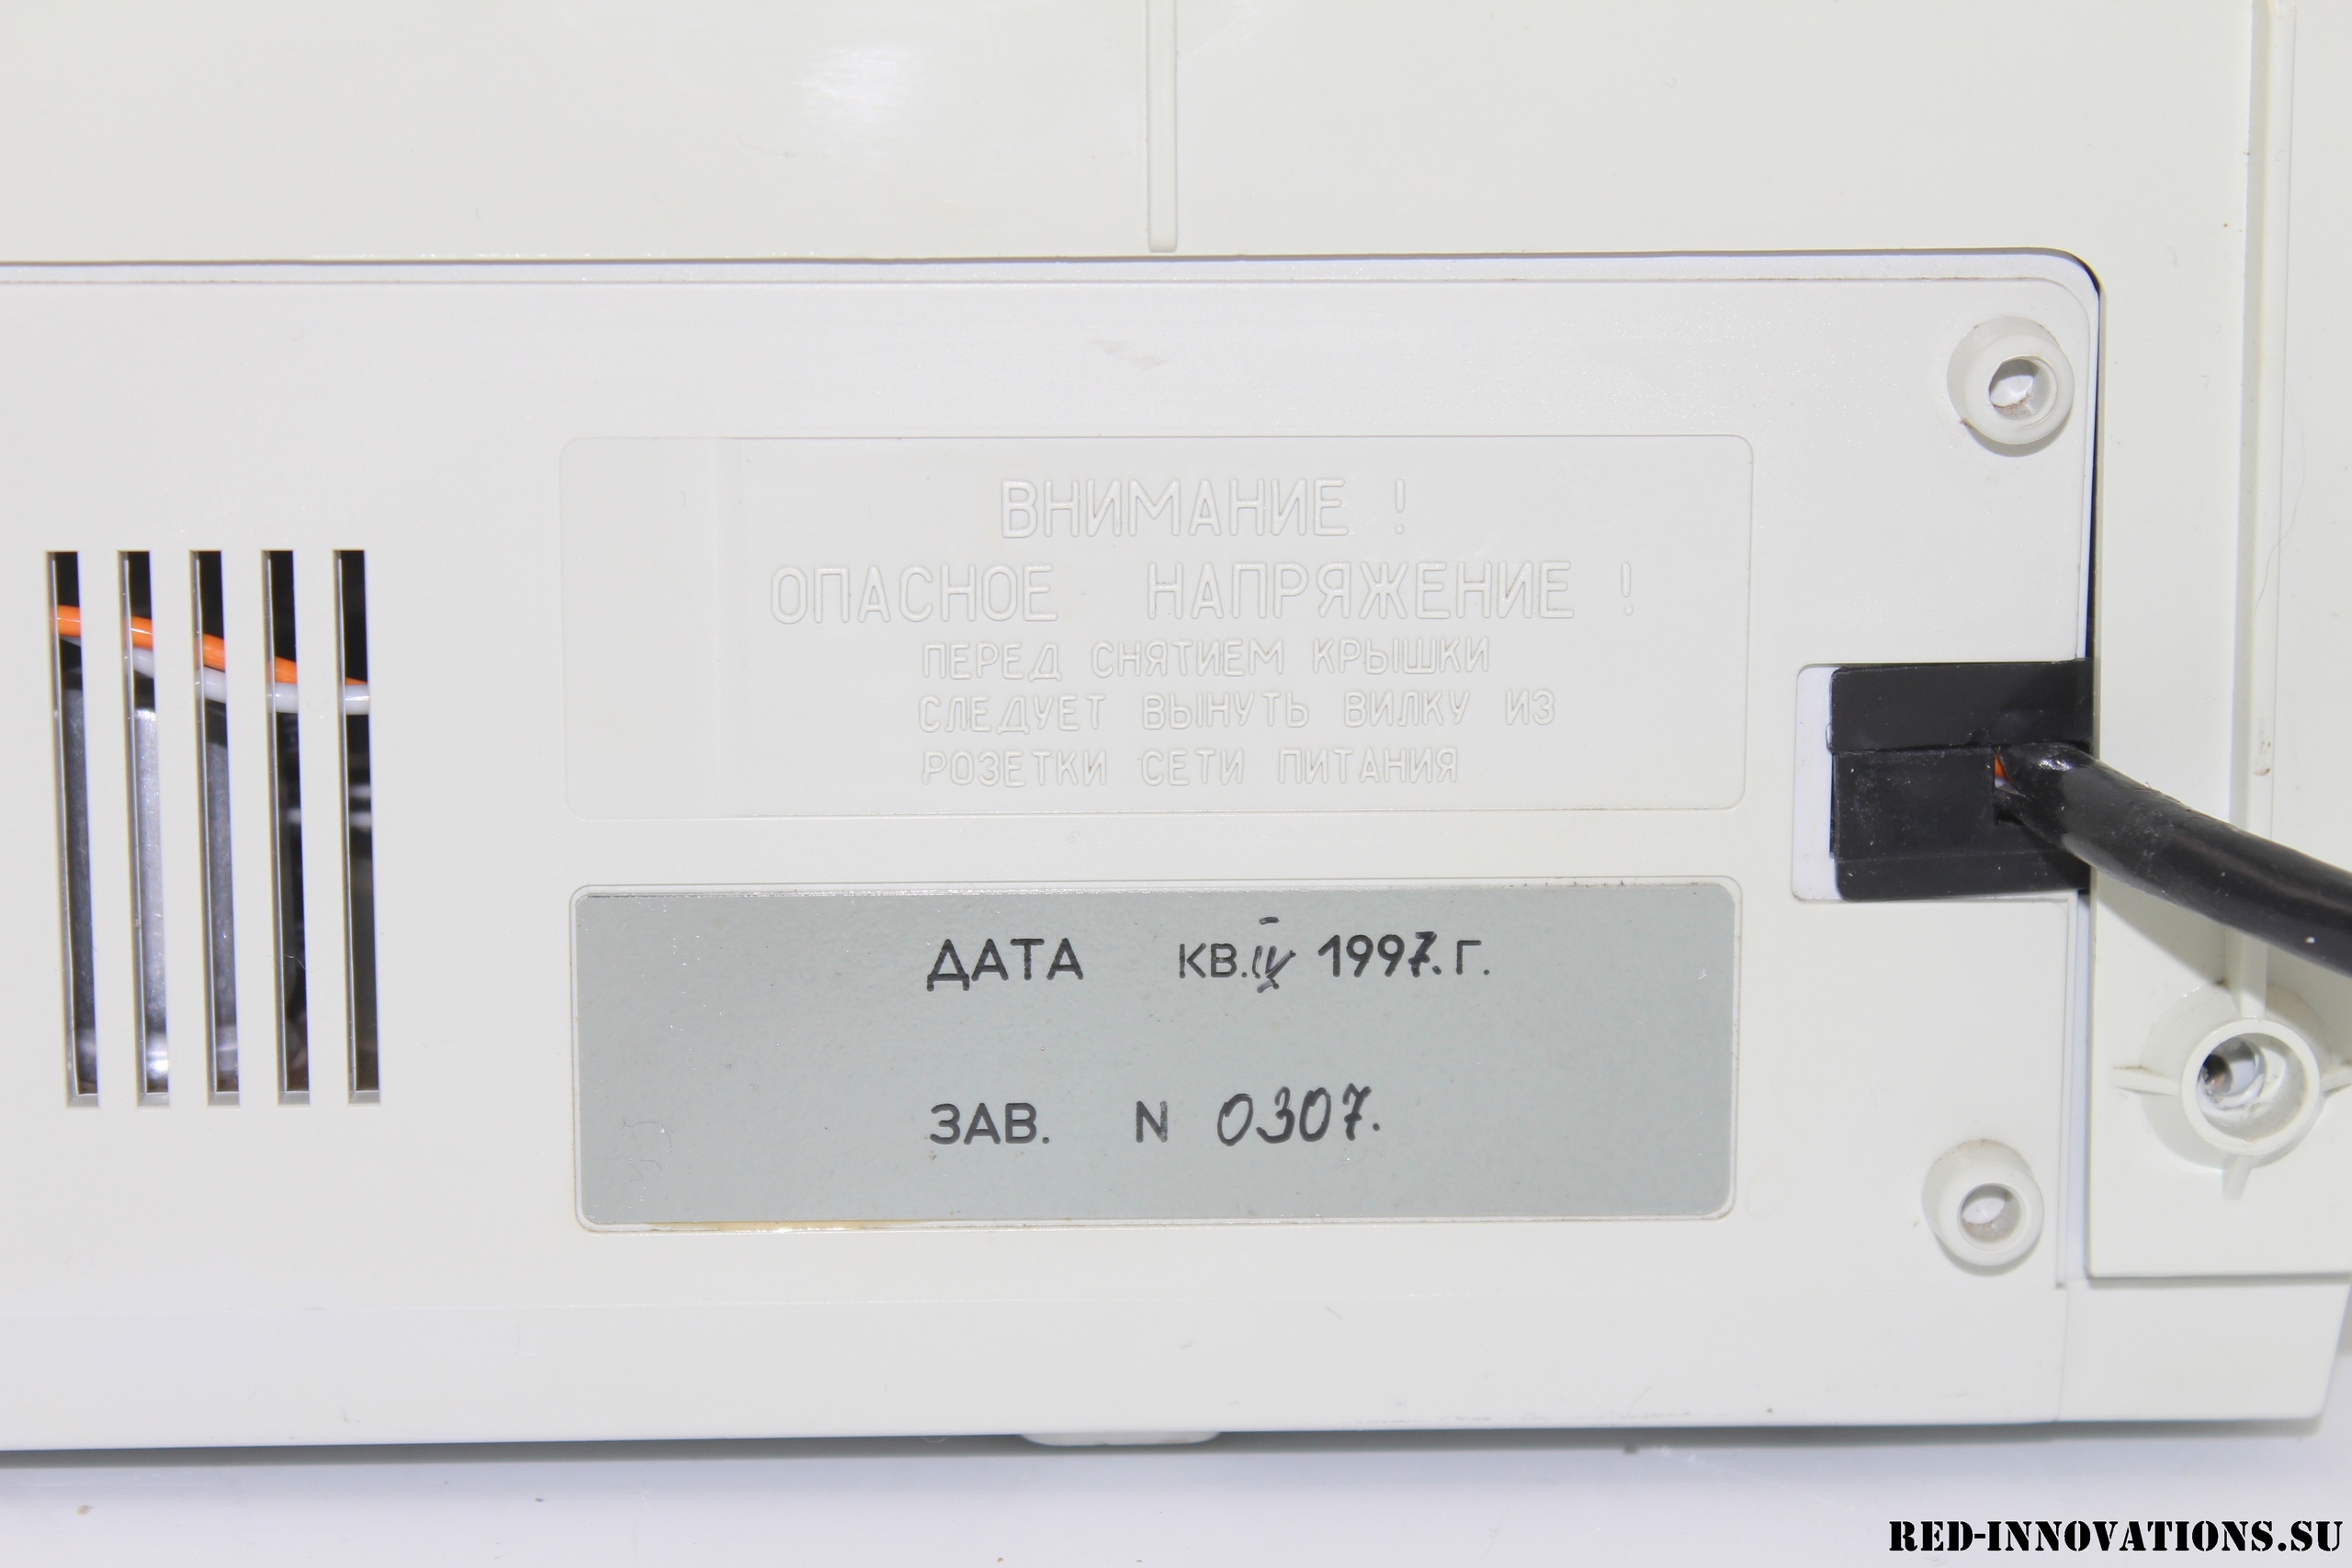 ВНИМАНИЕ !
ОПАСНОЕ НАПРЯЖЕНИЕ !
ПЕРЕД СНЯТИЕМ КРЫШКИ
СЛЕДУЕТ ВЫНУТЬ ВИЛКУ ИЗ
РОЗЕТКИ СЕТИ ПИТАНИЯ
ДАТА КВ.IV 1997.Г.
ЗАВ. N 0307.
RED-INNOVATIONS.SU